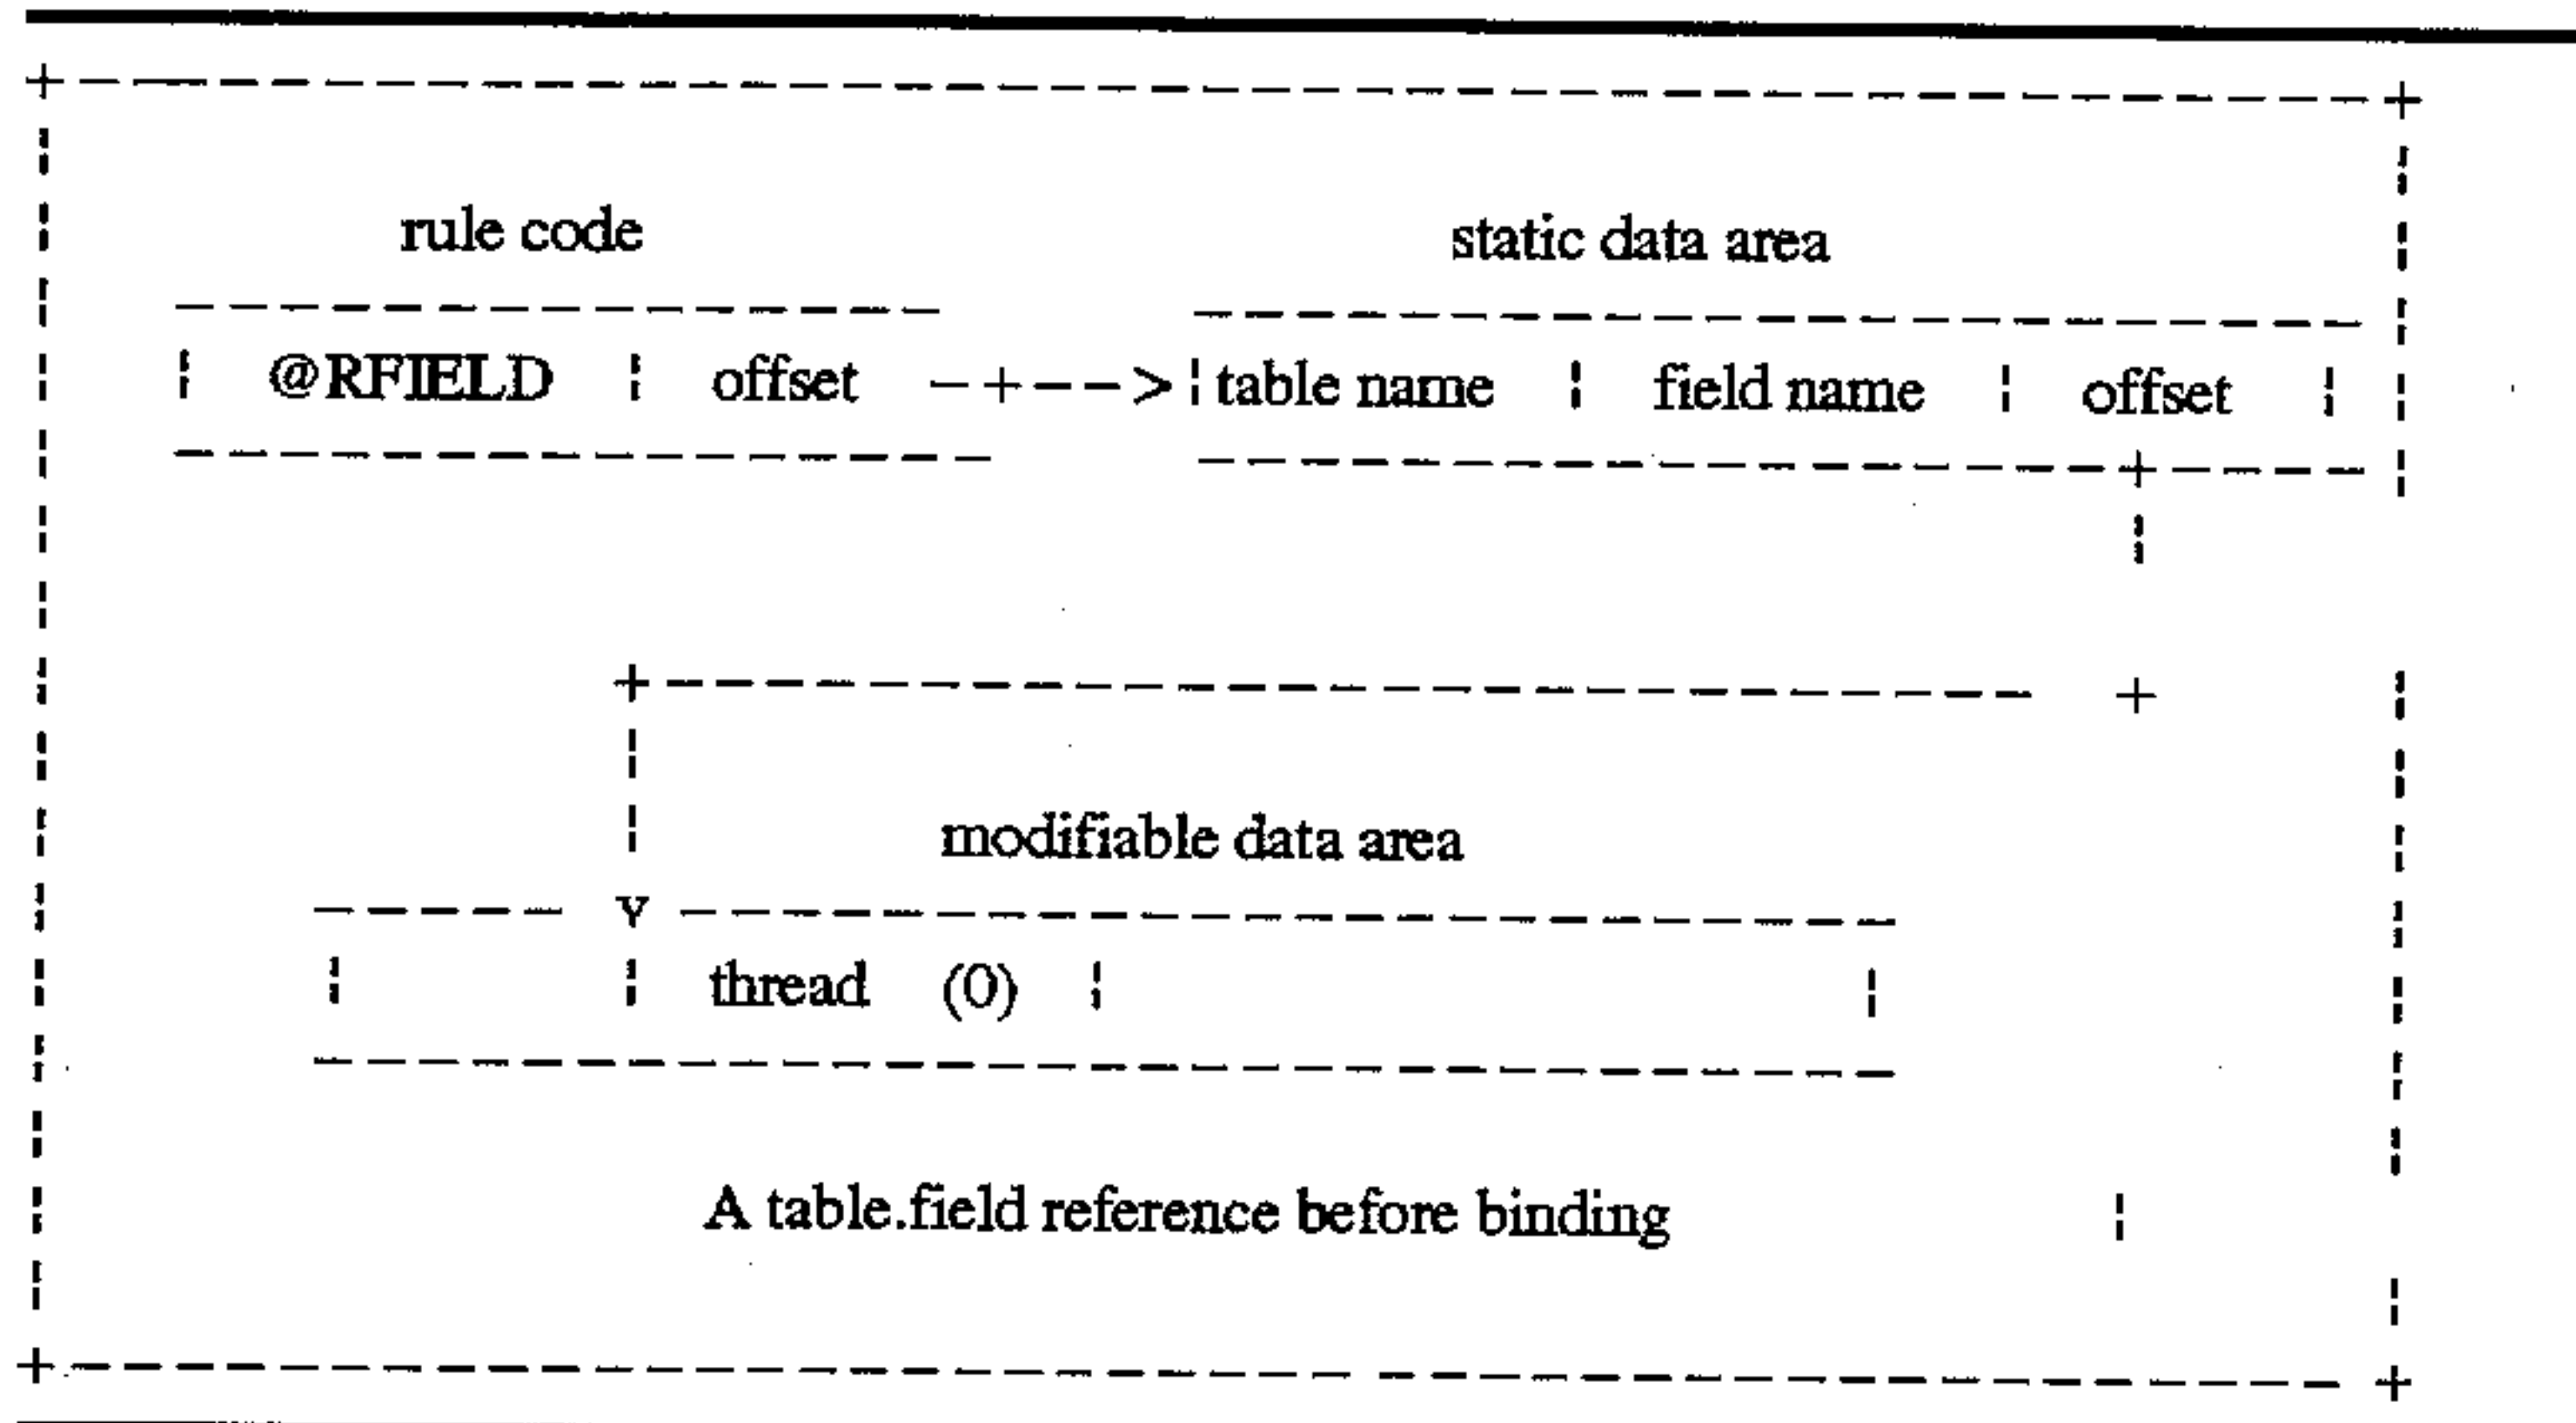 rule code static data area
@RFIELD offset table name field name offset
modifiable data area
thread (0)
A table.field reference before binding